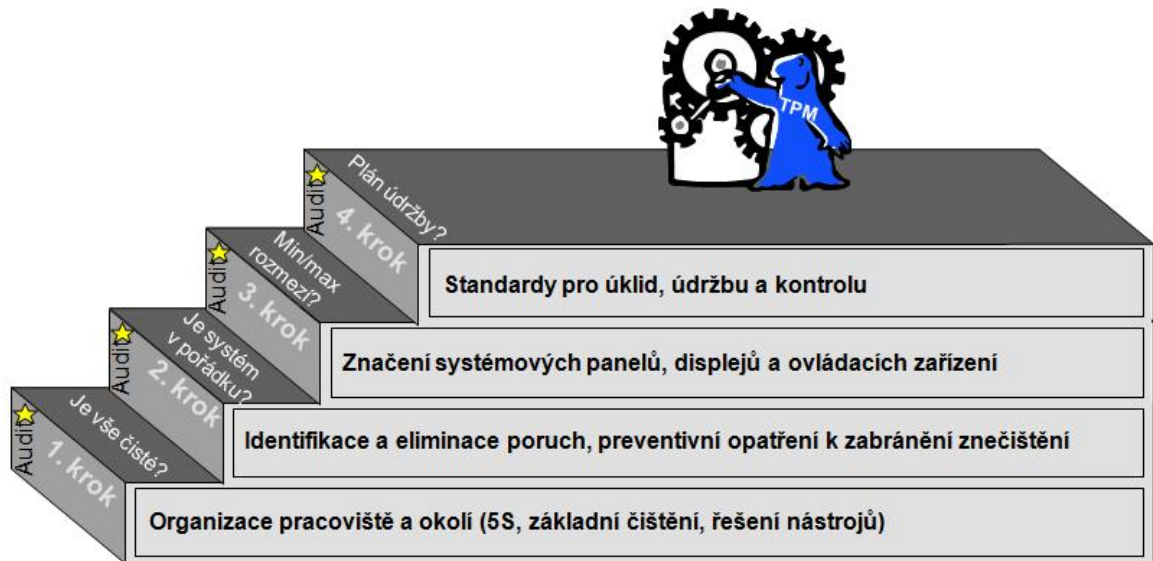 TPM
Audit
4. krok
Plán údržby?
Standardy pro úklid, údržbu a kontrolu
Audit
3. krok
Min/max
rozmezí?
Značení systémových panelů, displejů a ovládacích zařízení
Audit
2. krok
Je systém
v pořádku?
Identifikace a eliminace poruch, preventivní opatření k zabránění znečištění
Audit
1. krok
Je vše čisté?
Organizace pracoviště a okolí (5S, základní čištění, řešení nástrojů)